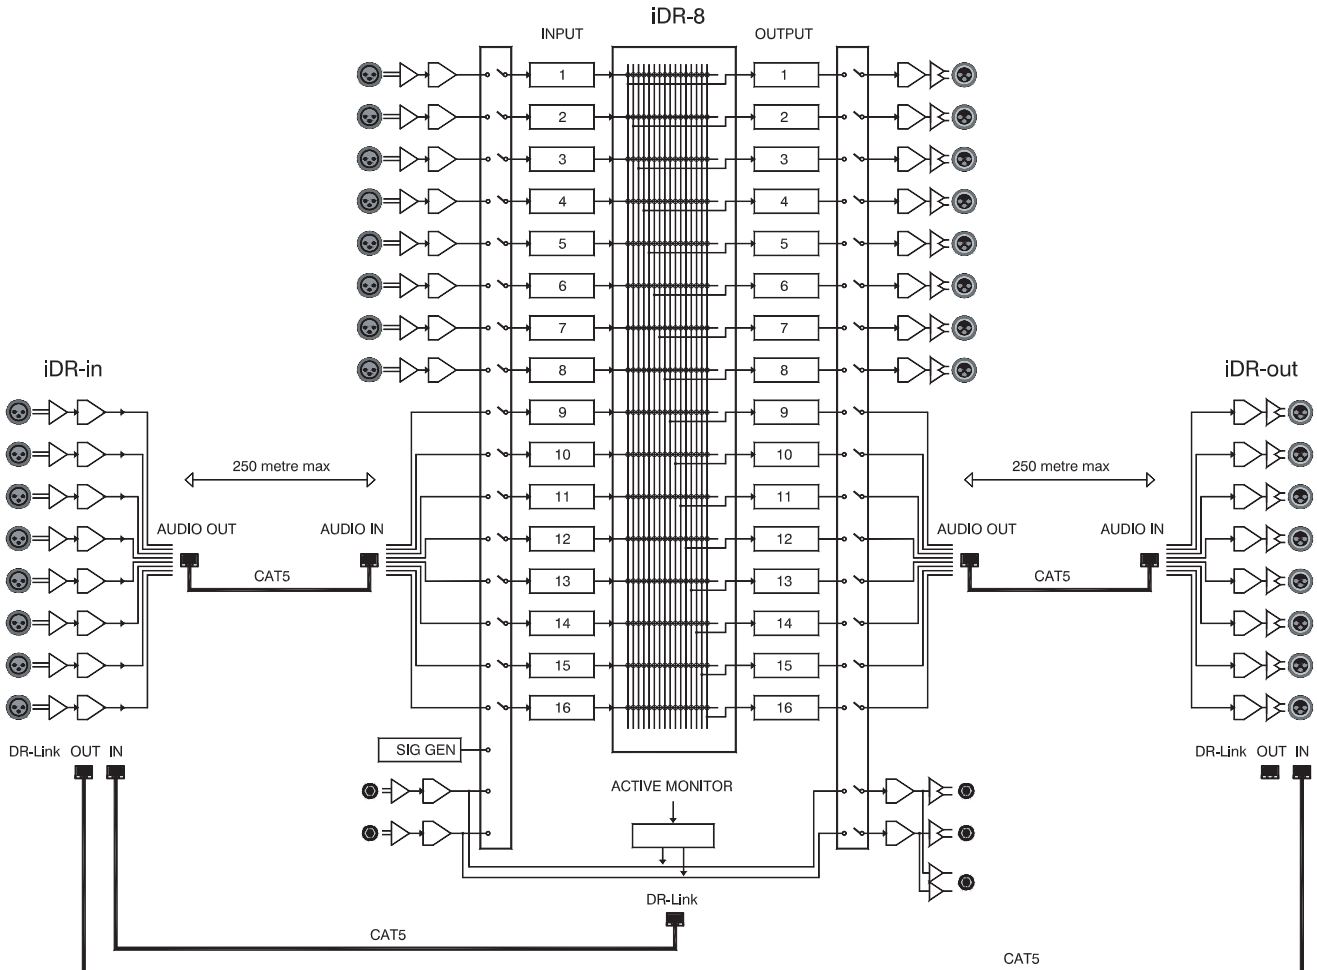 iDR-8
INPUT OUTPUT
1 1
2 2
3 3
4 4
5 5
6 6
7 7
8 8
iDR-in iDR-out
9 9
250 metre max 10 10 250 metre max
11 11
AUDIO OUT AUDIO IN 12 12 AUDIO OUT AUDIO IN
CAT5 13 13 CAT5
14 14
15 15
16 16
DR-Link OUT IN SIG GEN DR-Link OUT IN
ACTIVE MONITOR
DR-Link
CAT5
CAT5